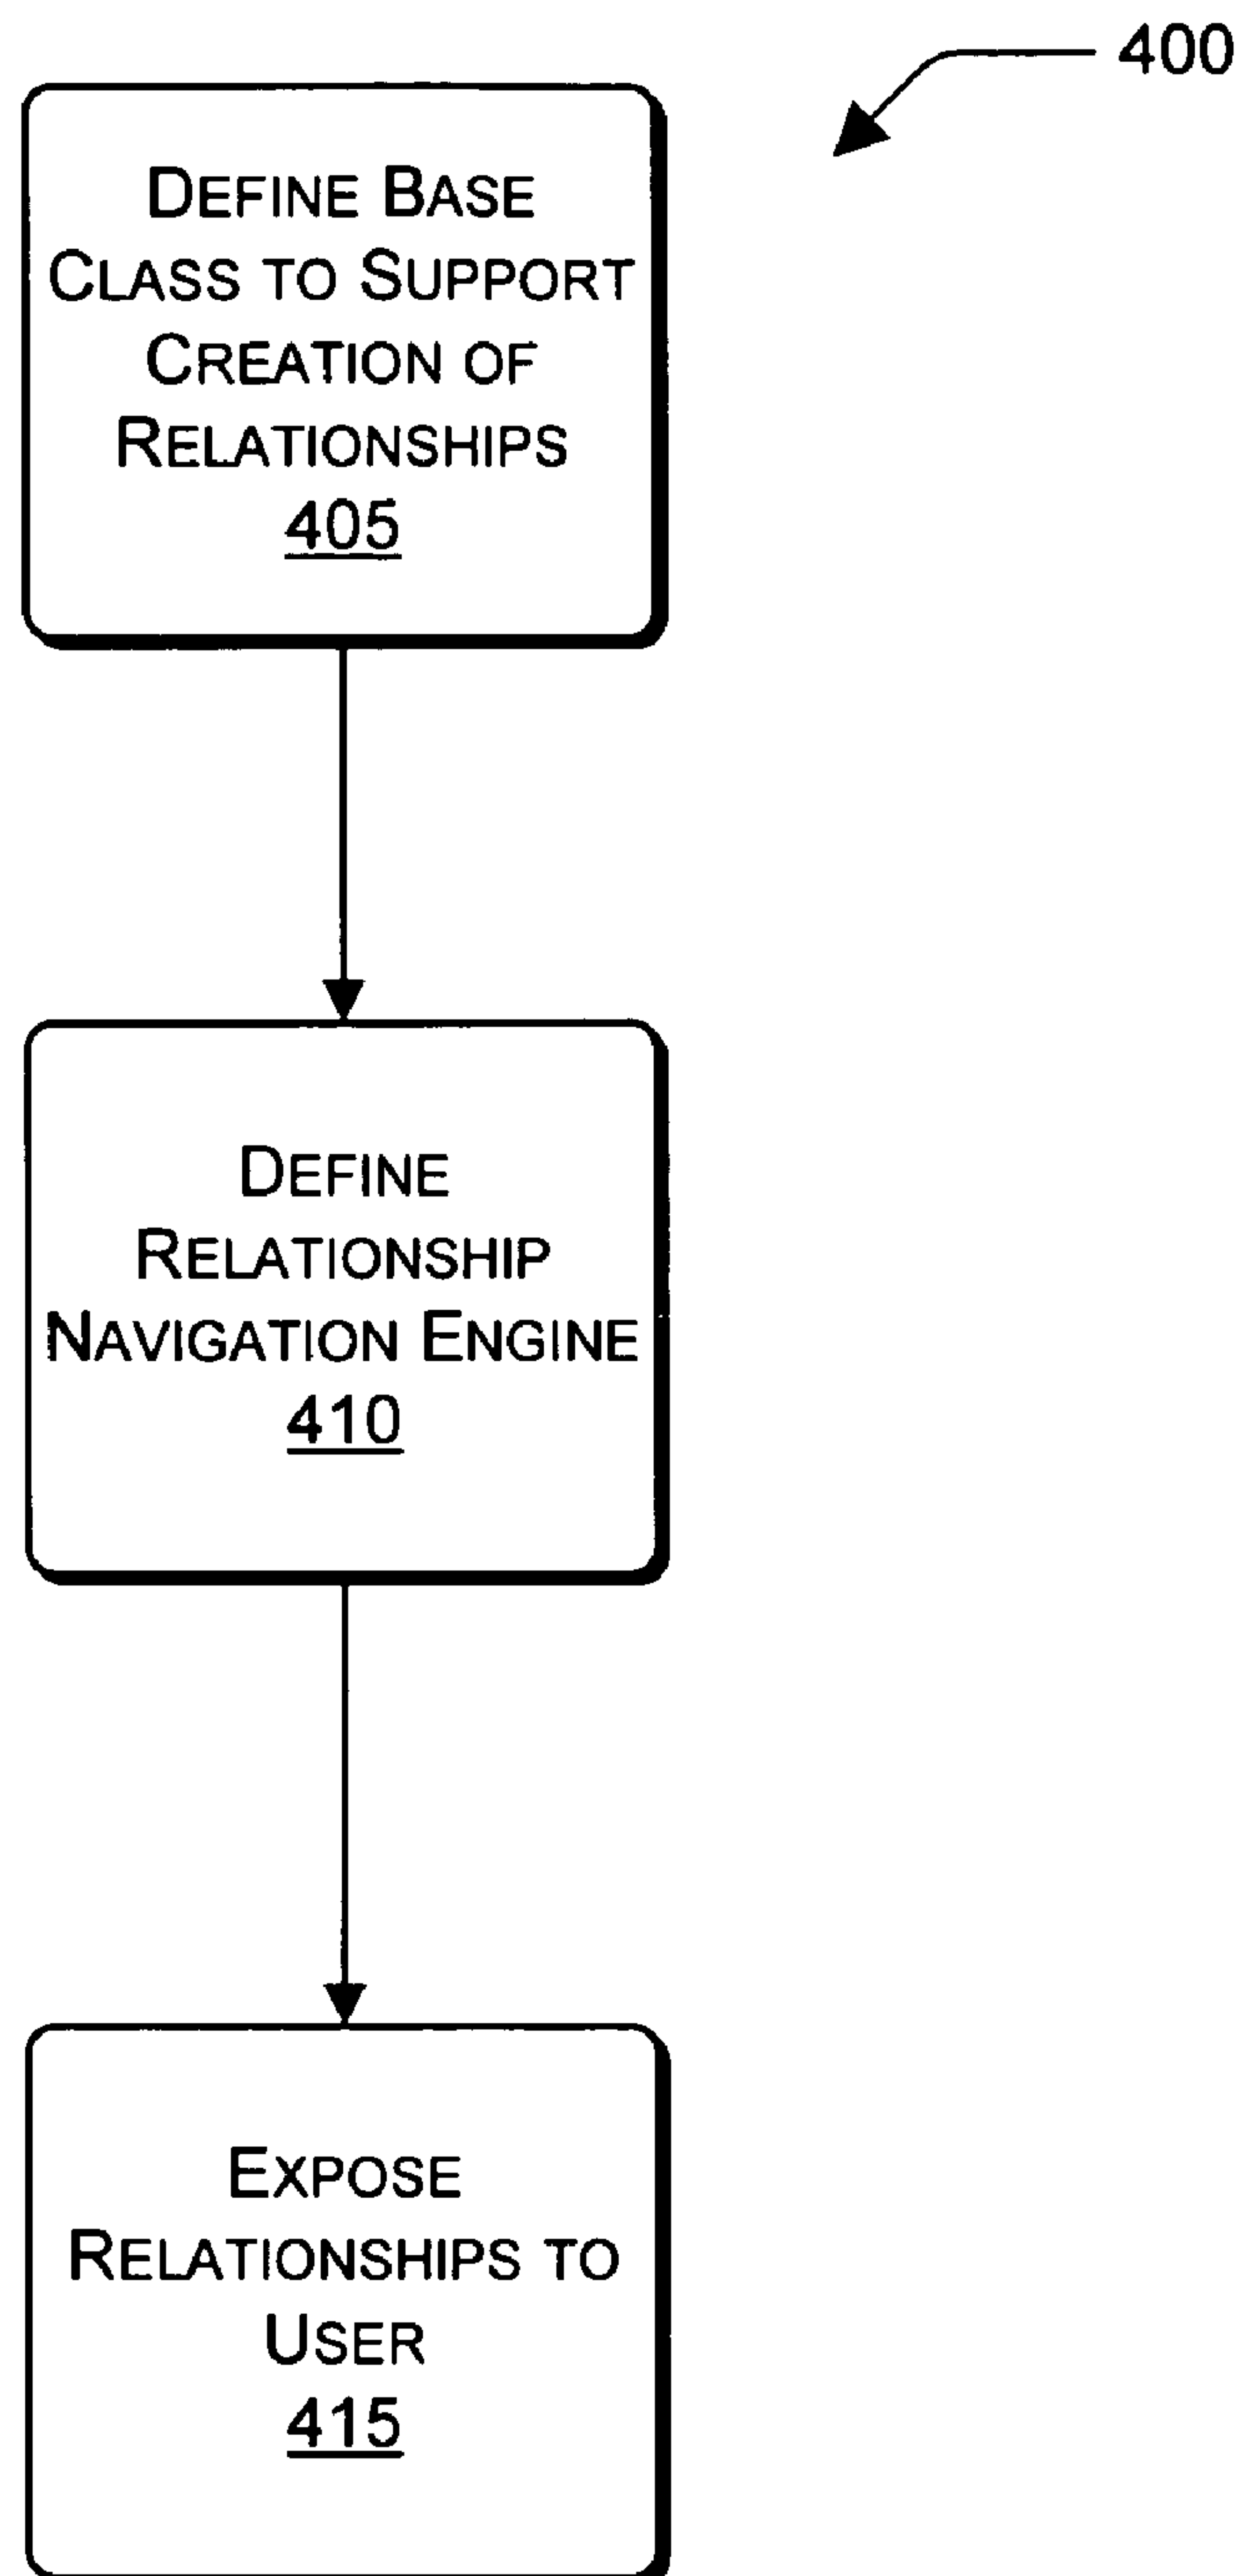 400
DEFINE BASE
CLASS TO SUPPORT
CREATION OF
RELATIONSHIPS
405
DEFINE
RELATIONSHIP
NAVIGATION ENGINE
410
EXPOSE
RELATIONSHIPS TO
USER
415